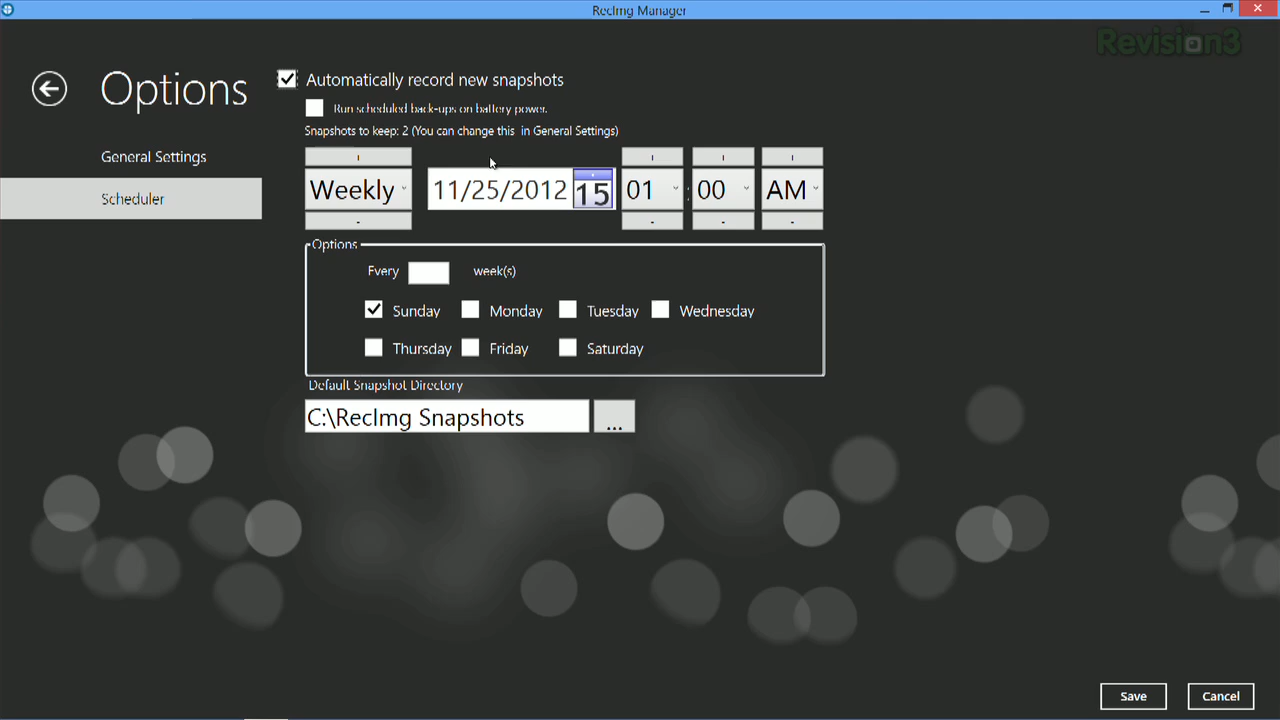 RecImg Manager
Revision3
Options
General Settings
Scheduler
Automatically record new snapshots
Run scheduled back-ups on battery power.
Snapshots to keep: 2 (You can change this  in General Settings)
Weekly 11/25/2012 15 01 : 00 AM
Options
Every week(s)
Sunday Monday Tuesday Wednesday
Thursday Friday Saturday
Default Snapshot Directory
C:\RecImg Snapshots ...
Save Cancel